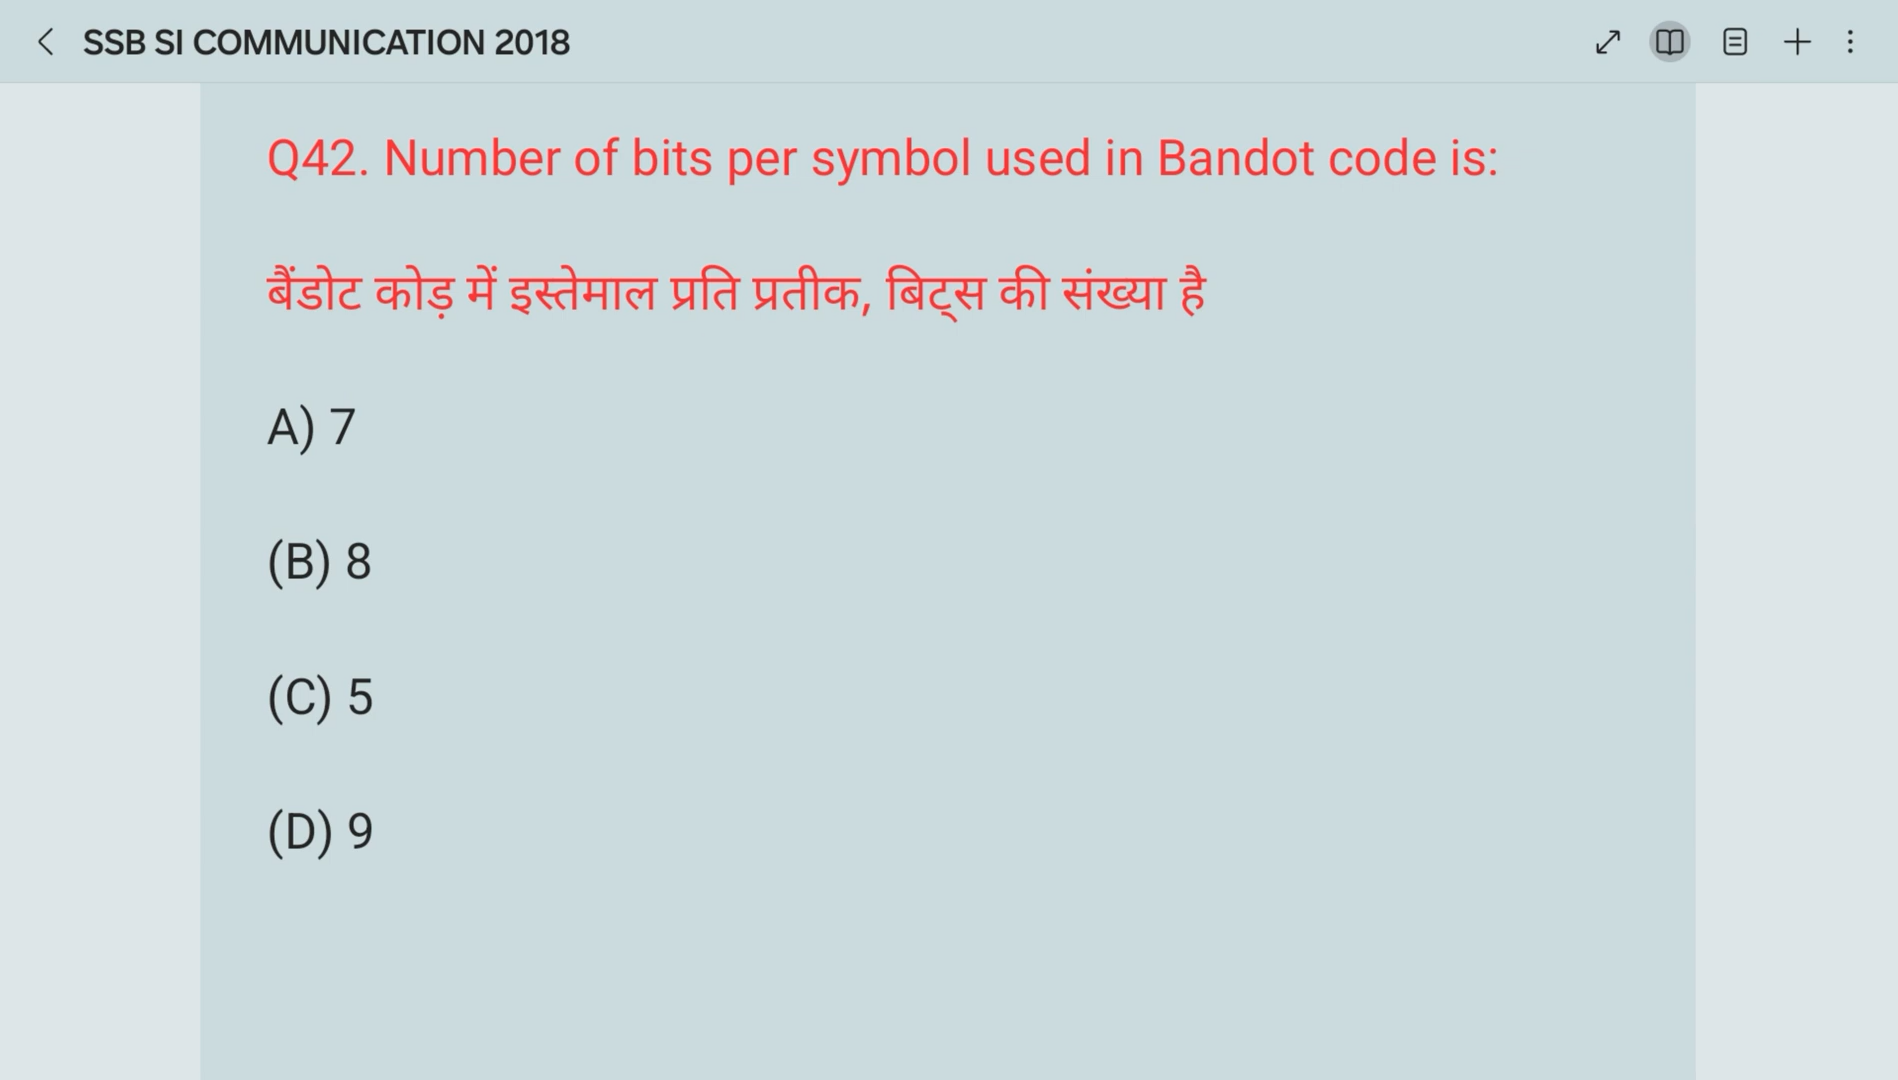 SSB SI COMMUNICATION 2018
Q42. Number of bits per symbol used in Bandot code is:
बैंडोट कोड़ में इस्तेमाल प्रति प्रतीक, बिट्स की संख्या है
A) 7
(B) 8
(C) 5
(D) 9